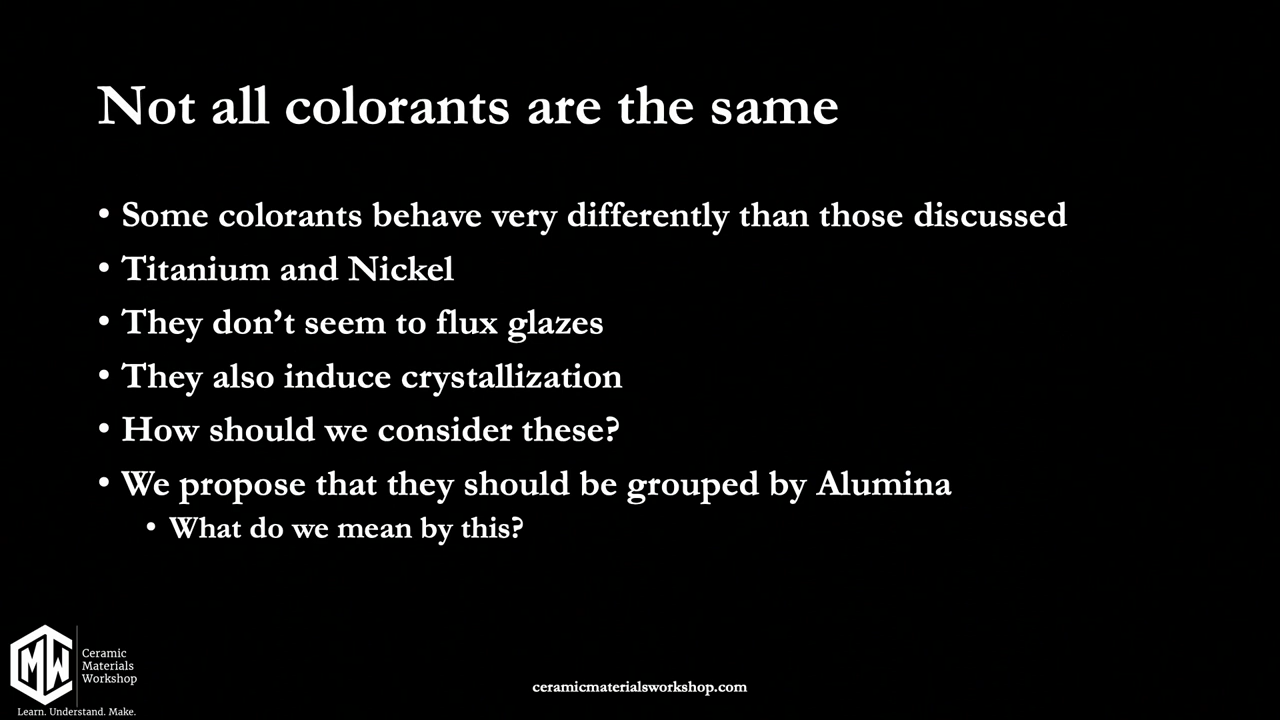 Not all colorants are the same
• Some colorants behave very differently than those discussed
• Titanium and Nickel
• They don’t seem to flux glazes
• They also induce crystallization
• How should we consider these?
• We propose that they should be grouped by Alumina
• What do we mean by this?
CMW
Ceramic
Materials
Workshop
Learn. Understand. Make.
ceramicmaterialsworkshop.com